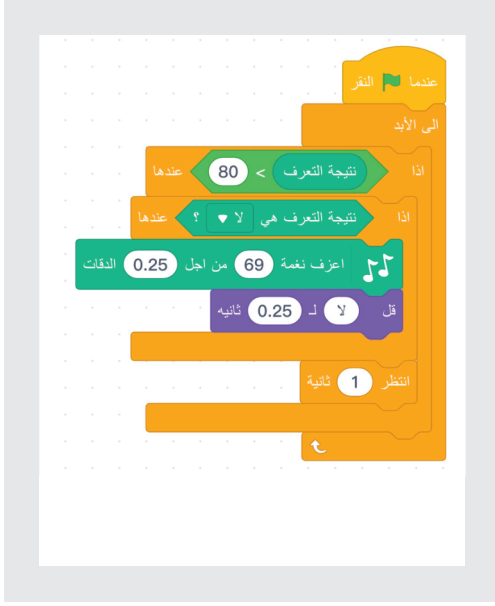 عندما النقر
الى الأبد
اذا نتيجة التعرف > 80 عندها
اذا نتيجة التعرف هي لا ؟ عندها
اعزف نغمة 69 من اجل 0.25 الدقات
قل لا لـ 0.25 ثانيه
انتظر 1 ثانية